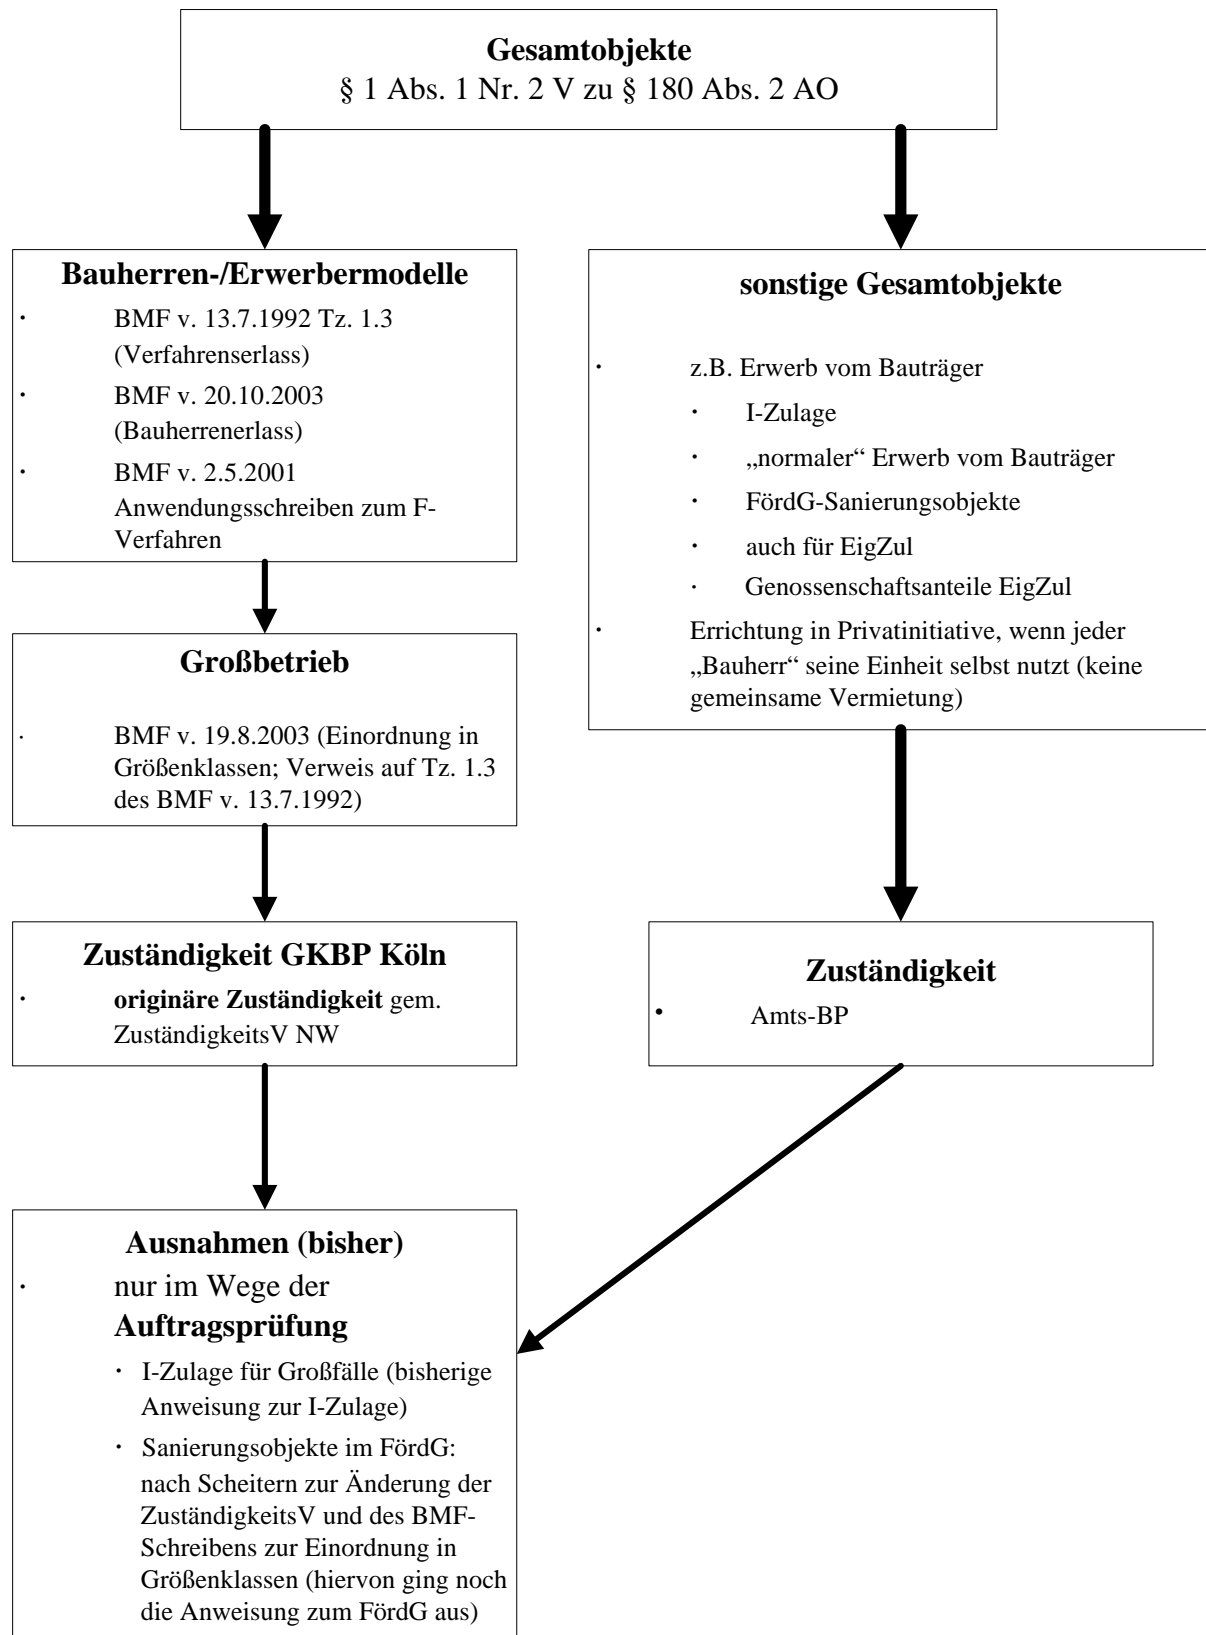 Gesamtobjekte
§ 1 Abs. 1 Nr. 2 V zu § 180 Abs. 2 AO
Bauherren-/Erwerbermodelle
· BMF v. 13.7.1992 Tz. 1.3
(Verfahrenserlass)
· BMF v. 20.10.2003
(Bauherrenerlass)
· BMF v. 2.5.2001
Anwendungsschreiben zum F-
Verfahren
Großbetrieb
· BMF v. 19.8.2003 (Einordnung in
Größenklassen; Verweis auf Tz. 1.3
des BMF v. 13.7.1992)
Zuständigkeit GKBP Köln
· originäre Zuständigkeit gem.
ZuständigkeitsV NW
Ausnahmen (bisher)
· nur im Wege der
Auftragsprüfung
· I-Zulage für Großfälle (bisherige
Anweisung zur I-Zulage)
· Sanierungsobjekte im FördG:
nach Scheitern zur Änderung der
ZuständigkeitsV und des BMF-
Schreibens zur Einordnung in
Größenklassen (hiervon ging noch
die Anweisung zum FördG aus)
sonstige Gesamtobjekte
· z.B. Erwerb vom Bauträger
· I-Zulage
· „normaler“ Erwerb vom Bauträger
· FördG-Sanierungsobjekte
· auch für EigZul
· Genossenschaftsanteile EigZul
· Errichtung in Privatinitiative, wenn jeder
„Bauherr“ seine Einheit selbst nutzt (keine
gemeinsame Vermietung)
Zuständigkeit
• Amts-BP